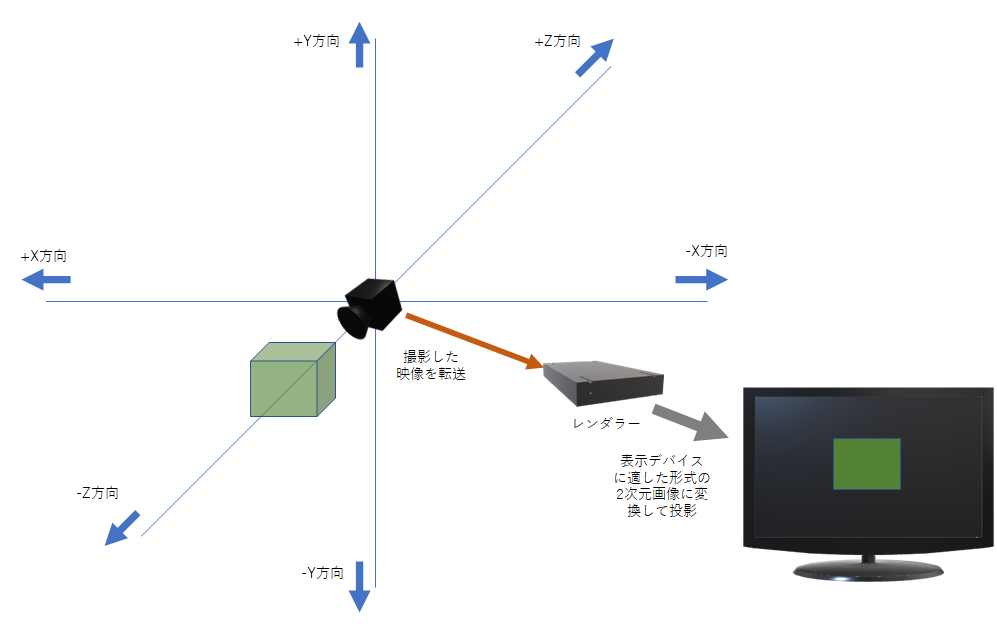 +Y方向
+Z方向
+X方向
-X方向
撮影した
映像を転送
レンダラー
表示デバイス
に適した形式の
2次元画像に変
換して投影
-Z方向
-Y方向